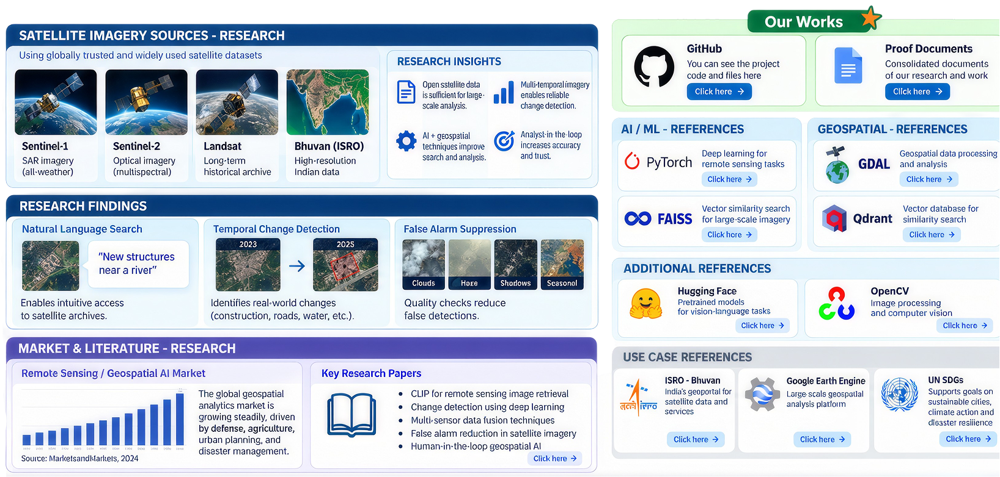 SATELLITE IMAGERY SOURCES - RESEARCH
Using globally trusted and widely used satellite datasets
Sentinel-1
SAR imagery
(all-weather)
Sentinel-2
Optical imagery
(multispectral)
Landsat
Long-term
historical archive
Bhuvan (ISRO)
High-resolution
Indian data
RESEARCH INSIGHTS
Open satellite data
is sufficient for large-
scale analysis.
Multi-temporal imagery
enables reliable
change detection.
AI + geospatial
techniques improve
search and analysis.
Analyst-in-the-loop
increases accuracy
and trust.
RESEARCH FINDINGS
Natural Language Search
"New structures
near a river"
Enables intuitive access
to satellite archives.
Temporal Change Detection
2023
2025
Identifies real-world changes
(construction, roads, water, etc.).
False Alarm Suppression
Clouds
Haze
Shadows
Seasonal
Quality checks reduce
false detections.
MARKET & LITERATURE - RESEARCH
Remote Sensing / Geospatial AI Market
The global geospatial
analytics market is
growing steadily, driven
by defense, agriculture,
urban planning, and
disaster management.
Source: MarketsandMarkets, 2024
Key Research Papers
• CLIP for remote sensing image retrieval
• Change detection using deep learning
• Multi-sensor data fusion techniques
• False alarm reduction in satellite imagery
• Human-in-the-loop geospatial AI
Click here →
Our Works
GitHub
You can see the project
code and files here
Click here →
Proof Documents
Consolidated documents
of our research and work
Click here →
AI / ML - REFERENCES
PyTorch
Deep learning for
remote sensing tasks
Click here →
FAISS
Vector similarity search
for large-scale imagery
Click here →
GEOSPATIAL - REFERENCES
GDAL
Geospatial data processing
and analysis
Click here →
Qdrant
Vector database for
similarity search
Click here →
ADDITIONAL REFERENCES
Hugging Face
Pretrained models
for vision-language tasks
Click here →
OpenCV
Image processing
and computer vision
Click here →
USE CASE REFERENCES
इसरो isro
ISRO - Bhuvan
India's geoportal for
satellite data and
services
Click here →
Google Earth Engine
Large-scale geospatial
analysis platform
Click here →
UN SDGs
Supports goals on
sustainable cities,
climate action and
disaster resilience
Click here →